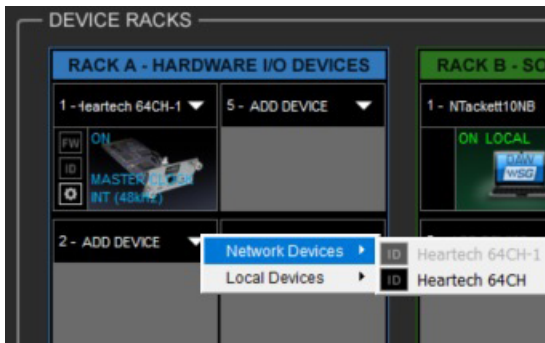 DEVICE RACKS
RACK A - HARDWARE I/O DEVICES
RACK B - SO
1 - Heartech 64CH-1
5 - ADD DEVICE
1 - NTackett10NB
FW
ON
ID
MASTER CLOCK
INT (48kHz)
ON LOCAL
DAW
WSG
2 - ADD DEVICE
Network Devices
Local Devices
ID Heartech 64CH-1
ID Heartech 64CH